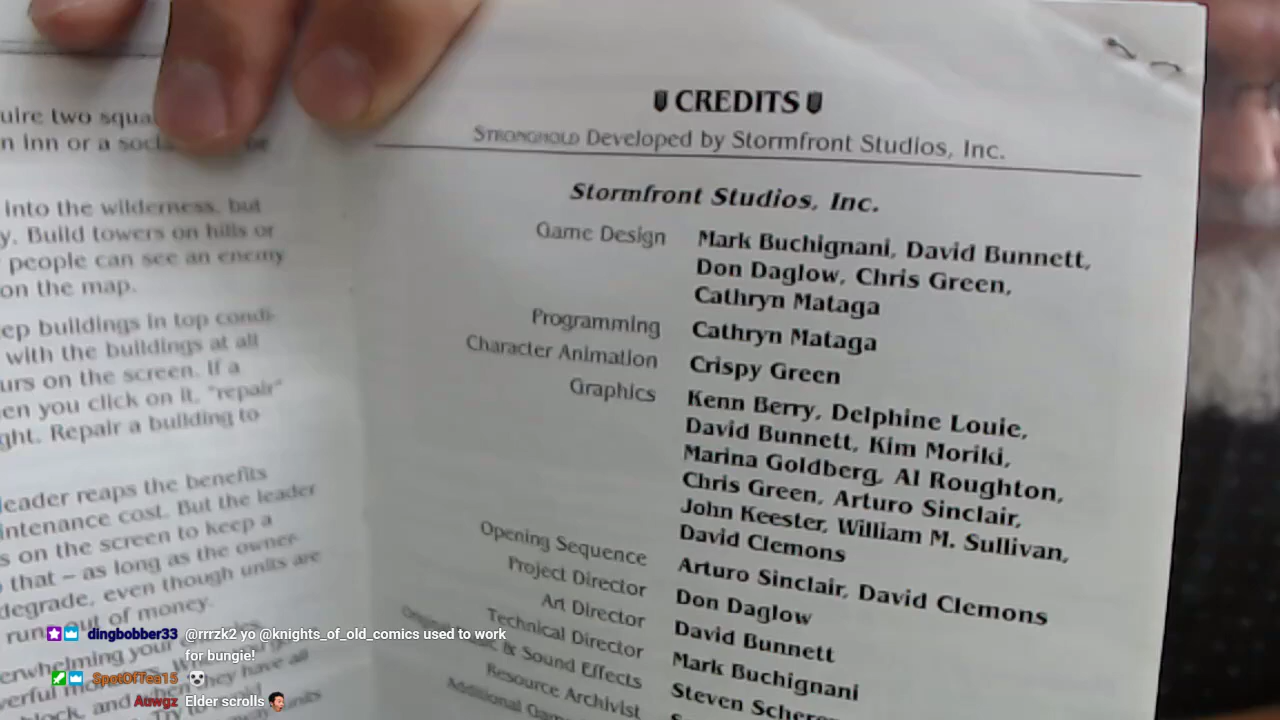 uire two squa
n inn or a soci
into the wilderness, but
y. Build towers on hills or
people can see an enemy
on the map.
ep buildings in top condi-
with the buildings at all
urs on the screen. If a
en you click on it, "repair"
ght. Repair a building to
leader reaps the benefits
intenance cost. But the leader
s on the screen to keep a
that – as long as the owner
degrade, even though units are
run out of money.
CREDITS
STRONGHOLD Developed by Stormfront Studios, Inc.
Stormfront Studios, Inc.
Game Design Mark Buchignani, David Bunnett,
Don Daglow, Chris Green,
Cathryn Mataga
Programming Cathryn Mataga
Character Animation Crispy Green
Graphics Kenn Berry, Delphine Louie,
David Bunnett, Kim Moriki,
Marina Goldberg, Al Roughton,
Chris Green, Arturo Sinclair,
John Keester, William M. Sullivan,
David Clemons
Opening Sequence Arturo Sinclair, David Clemons
Project Director Don Daglow
Art Director David Bunnett
Technical Director Mark Buchignani
& Sound Effects Steven Scher
Resource Archivist
Additional
dingbobber33 @rrrzk2 yo @knights_of_old_comics used to work
for bungie!
SpotOfTea15
Auwgz Elder scrolls